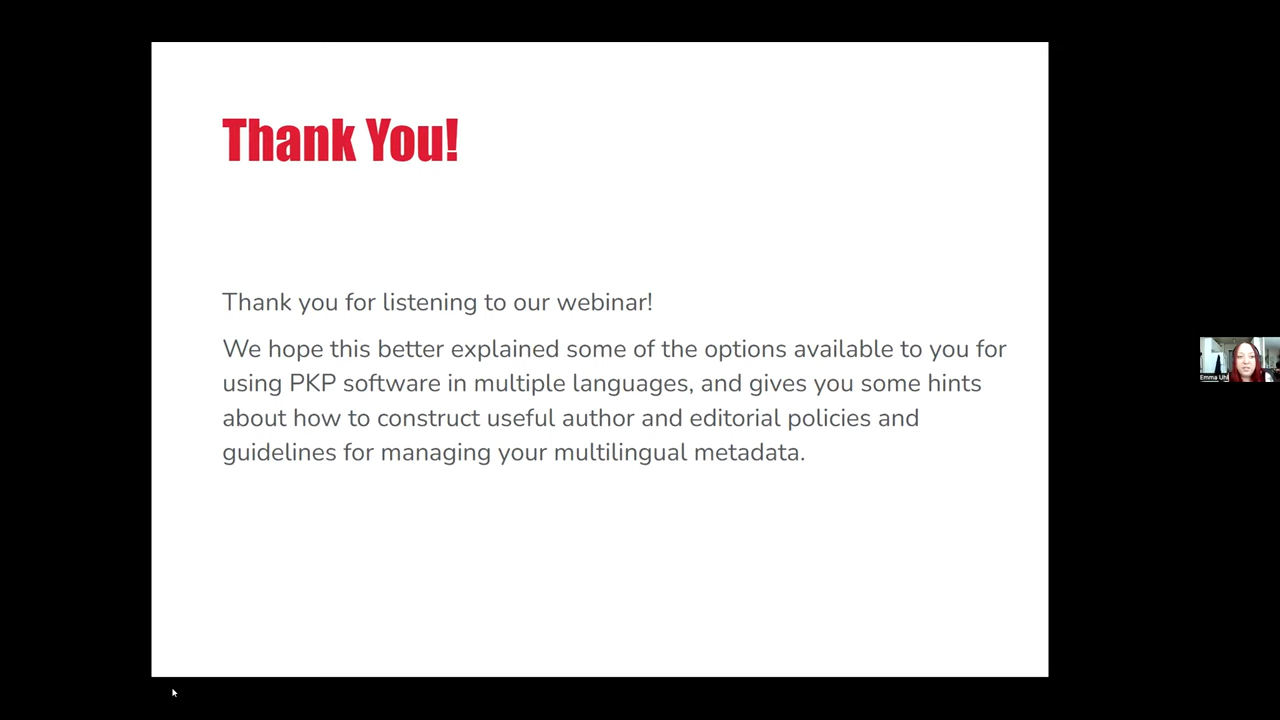 Thank You!
Thank you for listening to our webinar!
We hope this better explained some of the options available to you for
using PKP software in multiple languages, and gives you some hints
about how to construct useful author and editorial policies and
guidelines for managing your multilingual metadata.
Emma